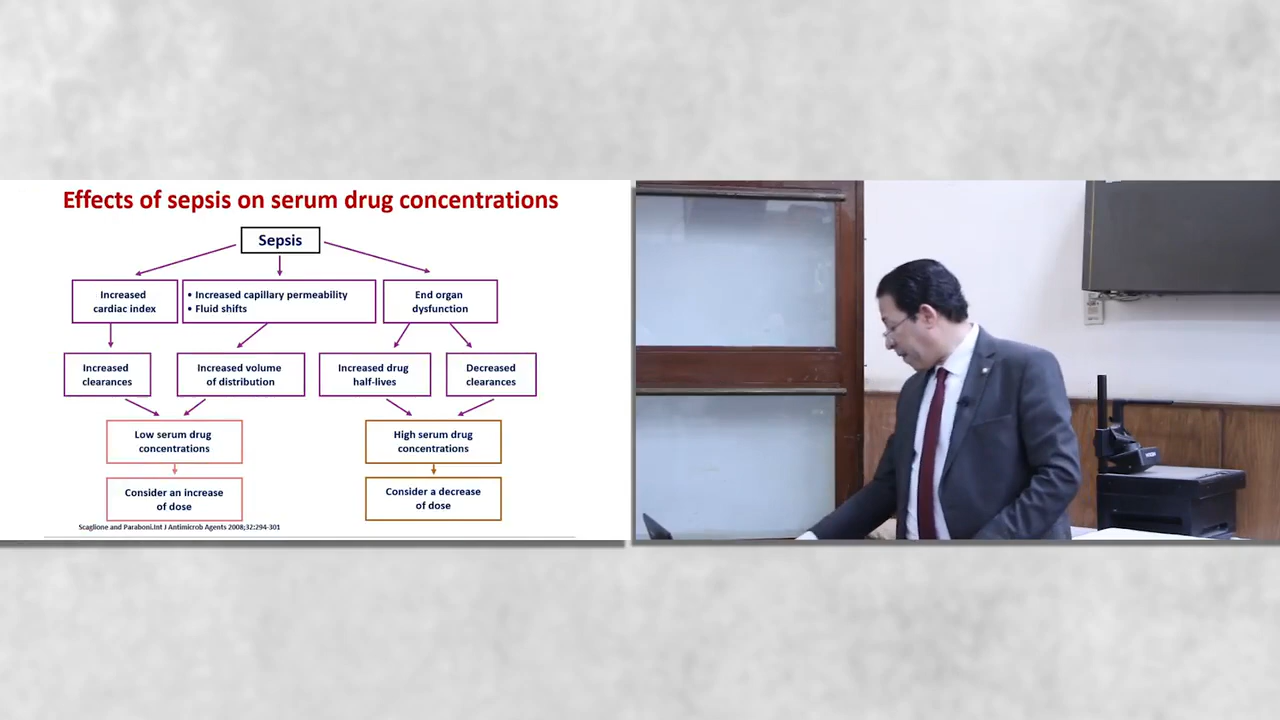 Effects of sepsis on serum drug concentrations
Sepsis
Increased
cardiac index
• Increased capillary permeability
• Fluid shifts
End organ
dysfunction
Increased
clearances
Increased volume
of distribution
Increased drug
half-lives
Decreased
clearances
Low serum drug
concentrations
High serum drug
concentrations
Consider an increase
of dose
Consider a decrease
of dose
Scaglione and Paraboni.Int J Antimicrob Agents 2008;32:294-301